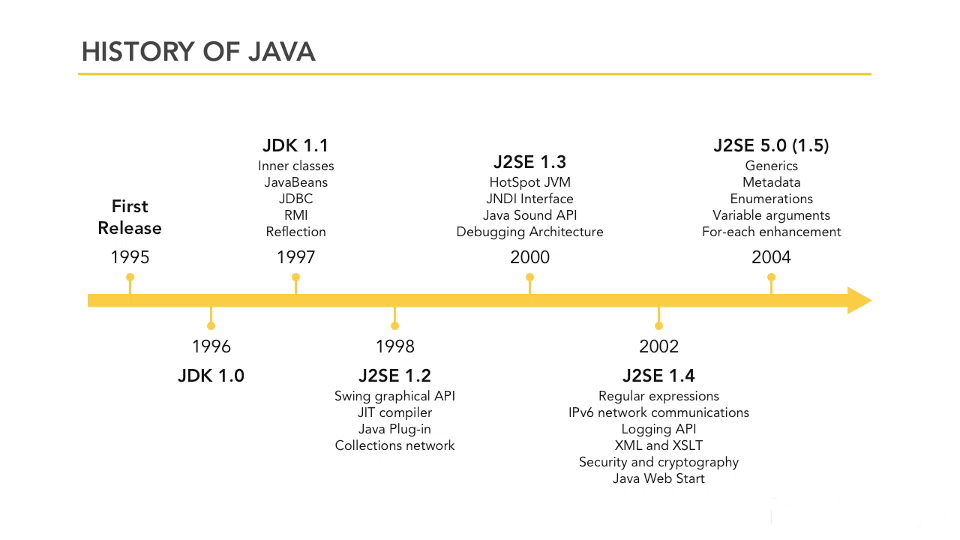 HISTORY OF JAVA
First
Release
1995
1996
JDK 1.0
JDK 1.1
Inner classes
JavaBeans
JDBC
RMI
Reflection
1997
1998
J2SE 1.2
Swing graphical API
JIT compiler
Java Plug-in
Collections network
J2SE 1.3
HotSpot JVM
JNDI Interface
Java Sound API
Debugging Architecture
2000
2002
J2SE 1.4
Regular expressions
IPv6 network communications
Logging API
XML and XSLT
Security and cryptography
Java Web Start
J2SE 5.0 (1.5)
Generics
Metadata
Enumerations
Variable arguments
For-each enhancement
2004